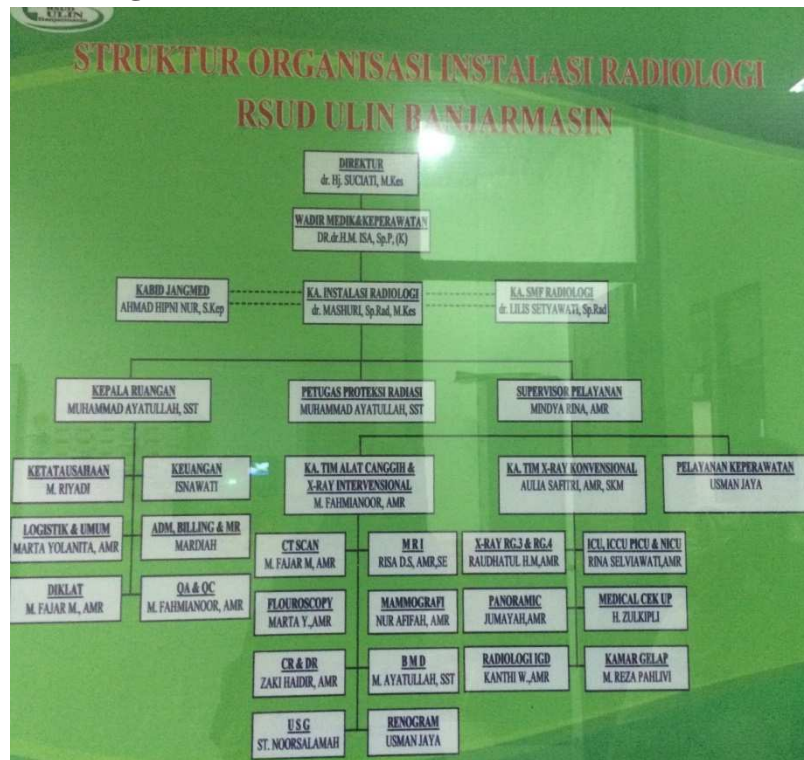 RSUD
ULIN
STRUKTUR ORGANISASI INSTALASI RADIOLOGI
RSUD ULIN BANJARMASIN
DIREKTUR
dr. Hj. SUCIATI, M.Kes
WADIR MEDIK&KEPERAWATAN
DR.dr.H.M. ISA, Sp.P, (K)
KABID JANGMED
AHMAD HIPNI NUR, S.Kep
KA. INSTALASI RADIOLOGI
dr. MASHURI, Sp.Rad, M.Kes
KA. SMF RADIOLOGI
dr. LILIS SETYAWATI, Sp.Rad
KEPALA RUANGAN
MUHAMMAD AYATULLAH, SST
PETUGAS PROTEKSI RADIASI
MUHAMMAD AYATULLAH, SST
SUPERVISOR PELAYANAN
MINDYA RINA, AMR
KETATAUSAHAAN
M. RIYADI
KEUANGAN
ISNAWATI
KA. TIM ALAT CANGGIH &
X-RAY INTERVENSIONAL
M. FAHMIANOOR, AMR
KA. TIM X-RAY KONVENSIONAL
AULIA SAFITRI, AMR, SKM
PELAYANAN KEPERAWATAN
USMAN JAYA
LOGISTIK & UMUM
MARTA YOLANITA, AMR
ADM, BILLING & MR
MARDIAH
CT SCAN
M. FAJAR M, AMR
M R I
RISA D.S, AMR,SE
X-RAY RG.3 & RG.4
RAUDHATUL H.M,AMR
ICU, ICCU PICU & NICU
RINA SELVIAWATI,AMR
DIKLAT
M. FAJAR M., AMR
QA & QC
M. FAHMIANOOR, AMR
FLOUROSCOPY
MARTA Y.,AMR
MAMMOGRAFI
NUR AFIFAH, AMR
PANORAMIC
JUMAYAH,AMR
MEDICAL CEK UP
H. ZULKIPLI
CR & DR
ZAKI HAIDIR, AMR
B M D
M. AYATULLAH, SST
RADIOLOGI IGD
KANTHI W.,AMR
KAMAR GELAP
M. REZA PAHLIVI
U S G
ST. NOORSALAMAH
RENOGRAM
USMAN JAYA